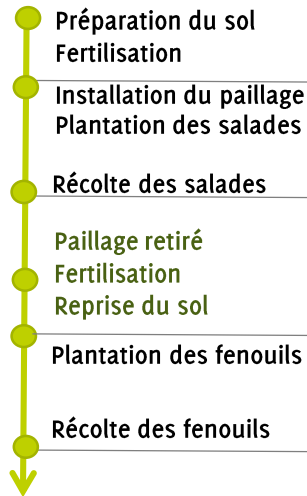 Préparation du sol
Fertilisation
Installation du paillage
Plantation des salades
Récolte des salades
Paillage retiré
Fertilisation
Reprise du sol
Plantation des fenouils
Récolte des fenouils